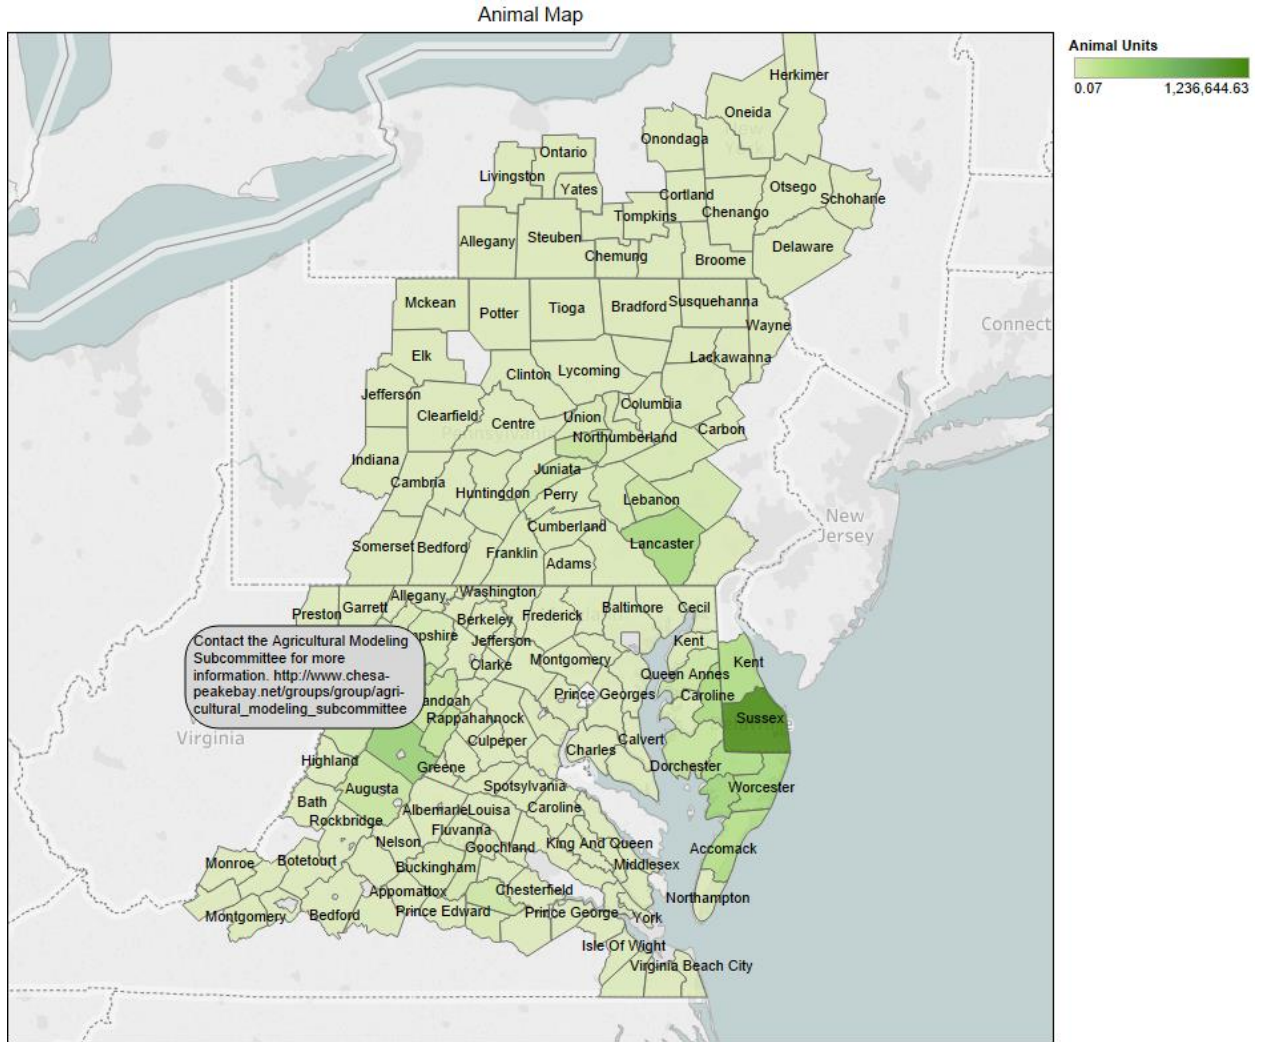 Animal Map
Animal Units
0.07 1,236,644.63
Herkimer
Oneida
Onondaga
Ontario
Livingston
Yates
Cortland
Otsego
Schoharie
Chenango
Tompkins
Allegany
Steuben
Chemung
Broome
Delaware
Mckean
Potter
Tioga
Bradford
Susquehanna
Wayne
Connect
Elk
Lackawanna
Clinton
Lycoming
Jefferson
Clearfield
Centre
Union
Columbia
Carbon
Northumberland
Pennsylvania
Indiana
Cambria
Juniata
Huntingdon
Perry
Lebanon
Cumberland
Lancaster
New
Jersey
Somerset
Bedford
Franklin
Adams
Preston
Garrett
Allegany
Washington
Berkeley
Frederick
Baltimore
Cecil
pshire
Jefferson
Kent
Contact the Agricultural Modeling
Subcommittee for more
information. http://www.chesa-
peakebay.net/groups/group/agri-
cultural_modeling_subcommittee
Clarke
Montgomery
Queen Annes
Kent
andoah
Prince Georges
Caroline
Rappahannock
Sussex
Virginia
Culpeper
Charles
Calvert
Highland
Greene
Dorchester
Augusta
Spotsylvania
Worcester
Bath
Albemarle
Louisa
Caroline
Rockbridge
Fluvanna
Nelson
Goochland
King And Queen
Accomack
Monroe
Botetourt
Buckingham
Middlesex
Appomattox
Chesterfield
Northampton
Montgomery
Bedford
Prince Edward
Prince George
York
Isle Of Wight
Virginia Beach City